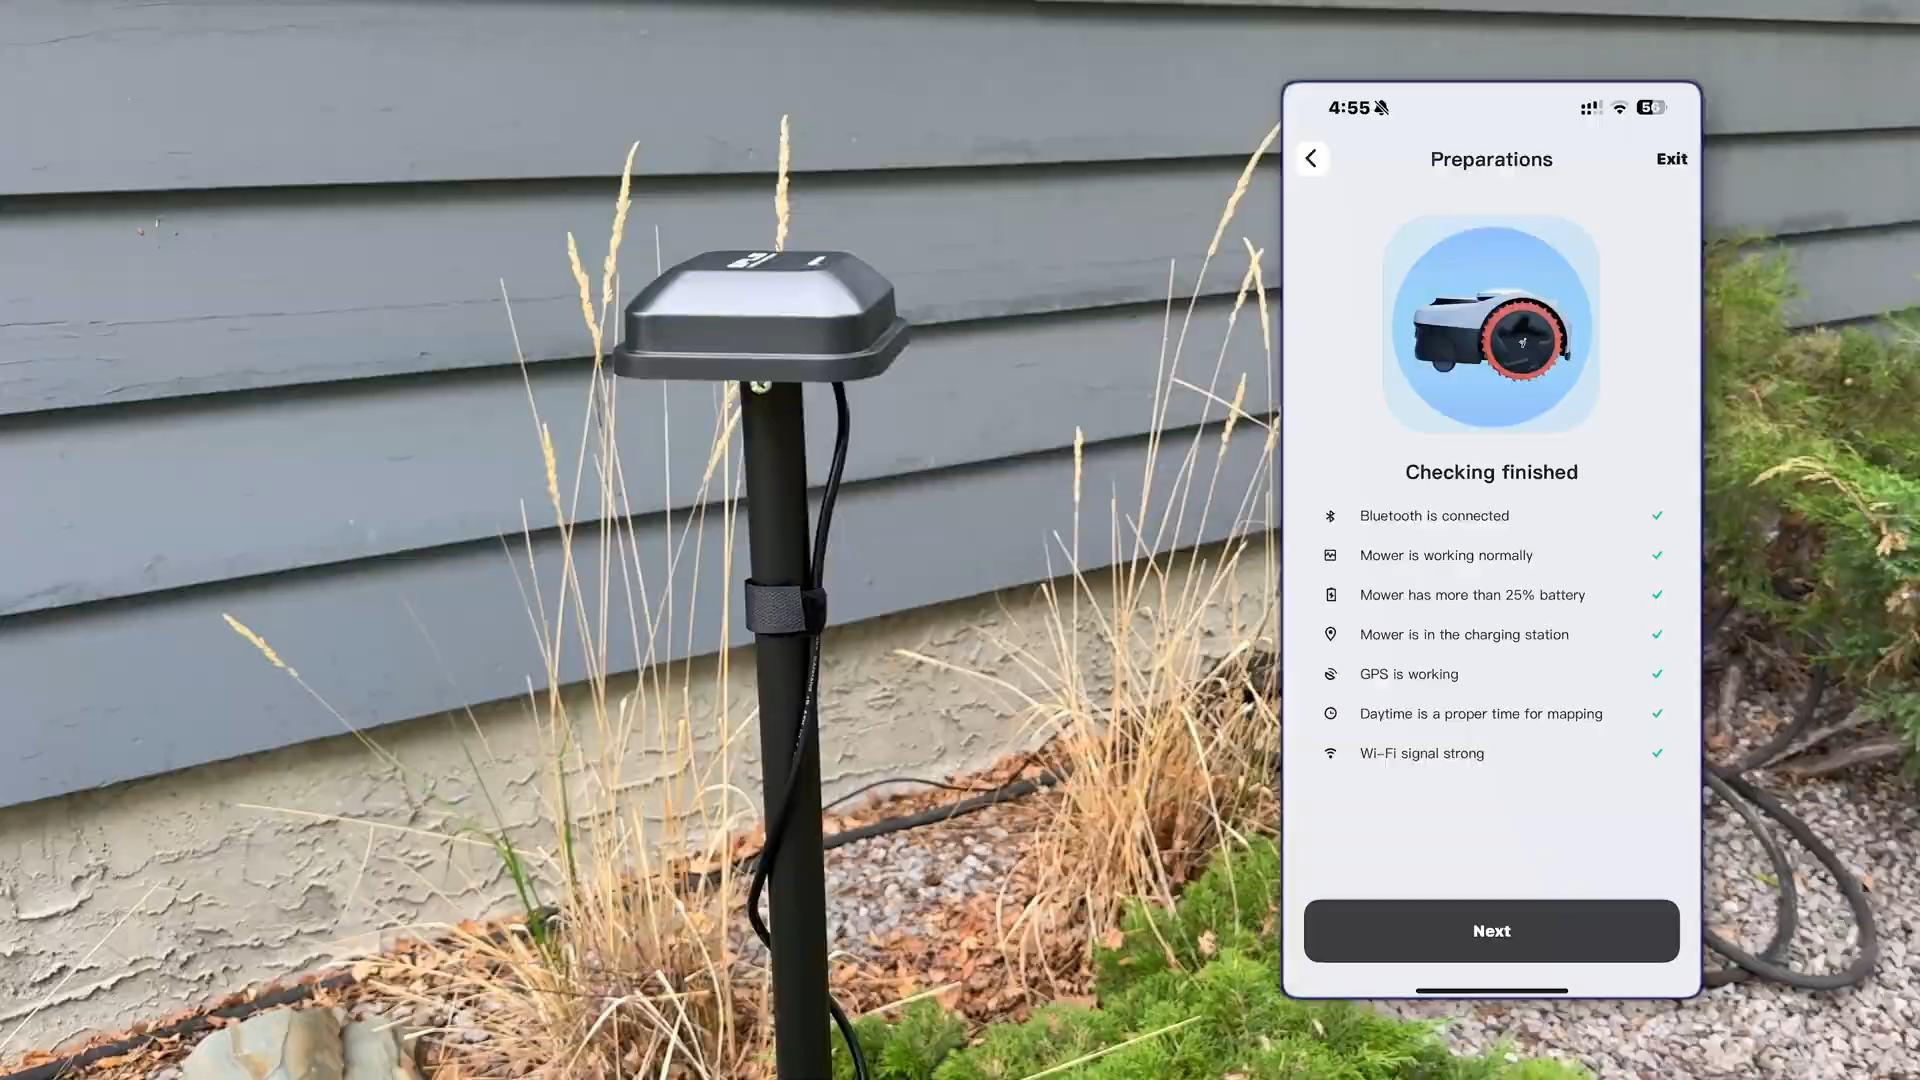 4:55
56
Preparations
Exit
Checking finished
Bluetooth is connected
Mower is working normally
Mower has more than 25% battery
Mower is in the charging station
GPS is working
Daytime is a proper time for mapping
Wi-Fi signal strong
Next